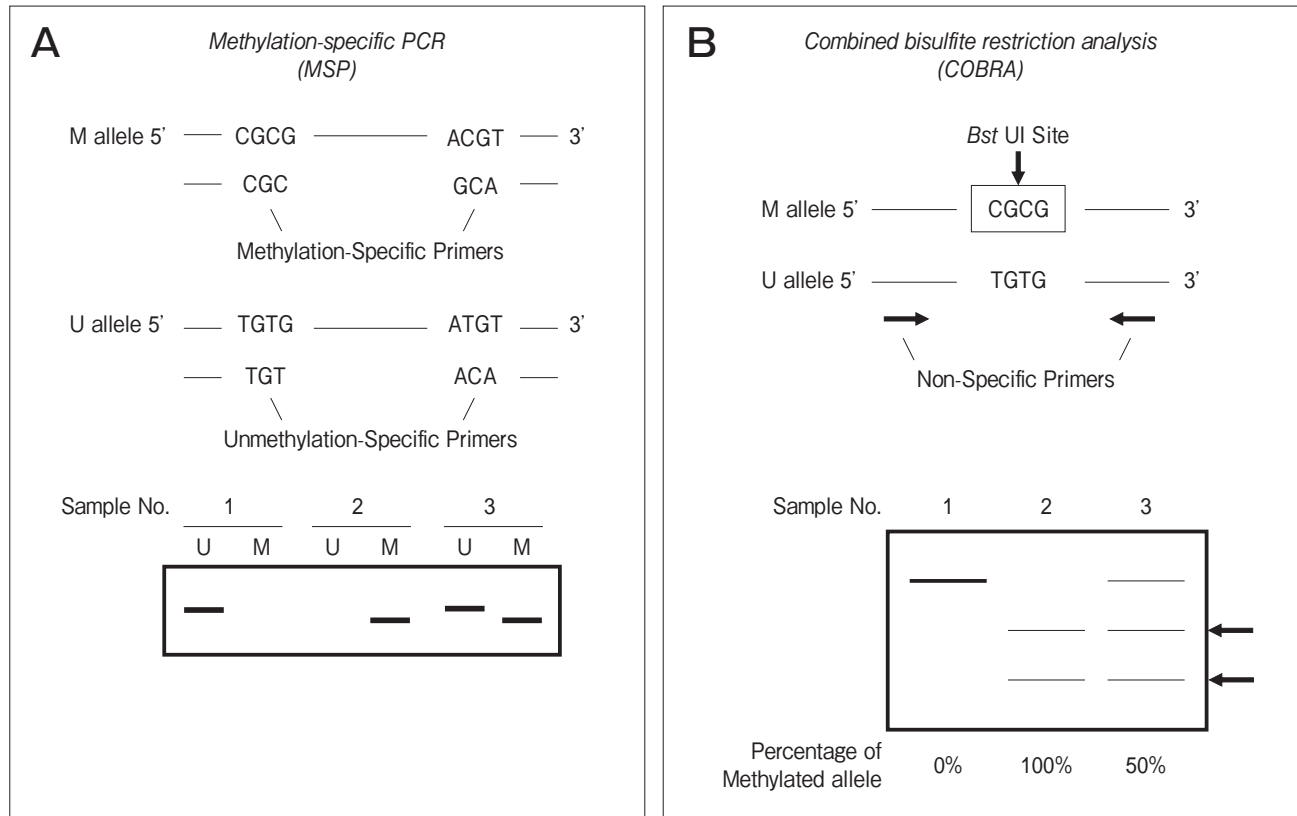 A
Methylation-specific PCR
(MSP)
M allele 5’ CGCG ACGT 3’
CGC GCA
Methylation-Specific Primers
U allele 5’ TGTG ATGT 3’
TGT ACA
Unmethylation-Specific Primers
Sample No. 1 2 3
U M U M U M
B
Combined bisulfite restriction analysis
(COBRA)
Bst UI Site
M allele 5’ CGCG 3’
U allele 5’ TGTG 3’
Non-Specific Primers
Sample No. 1 2 3
Percentage of
Methylated allele 0% 100% 50%